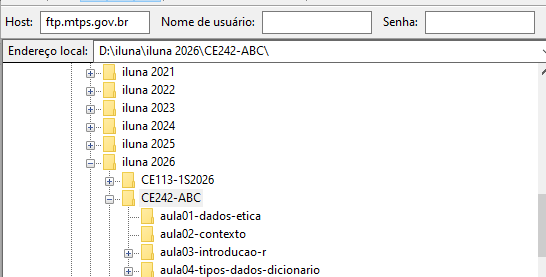 Host: ftp.mtps.gov.br Nome de usuário: Senha:
Endereço local: D:\iluna\iluna 2026\CE242-ABC\
iluna 2021
iluna 2022
iluna 2023
iluna 2024
iluna 2025
iluna 2026
CE113-1S2026
CE242-ABC
aula01-dados-etica
aula02-contexto
aula03-introducao-r
aula04-tipos-dados-dicionario